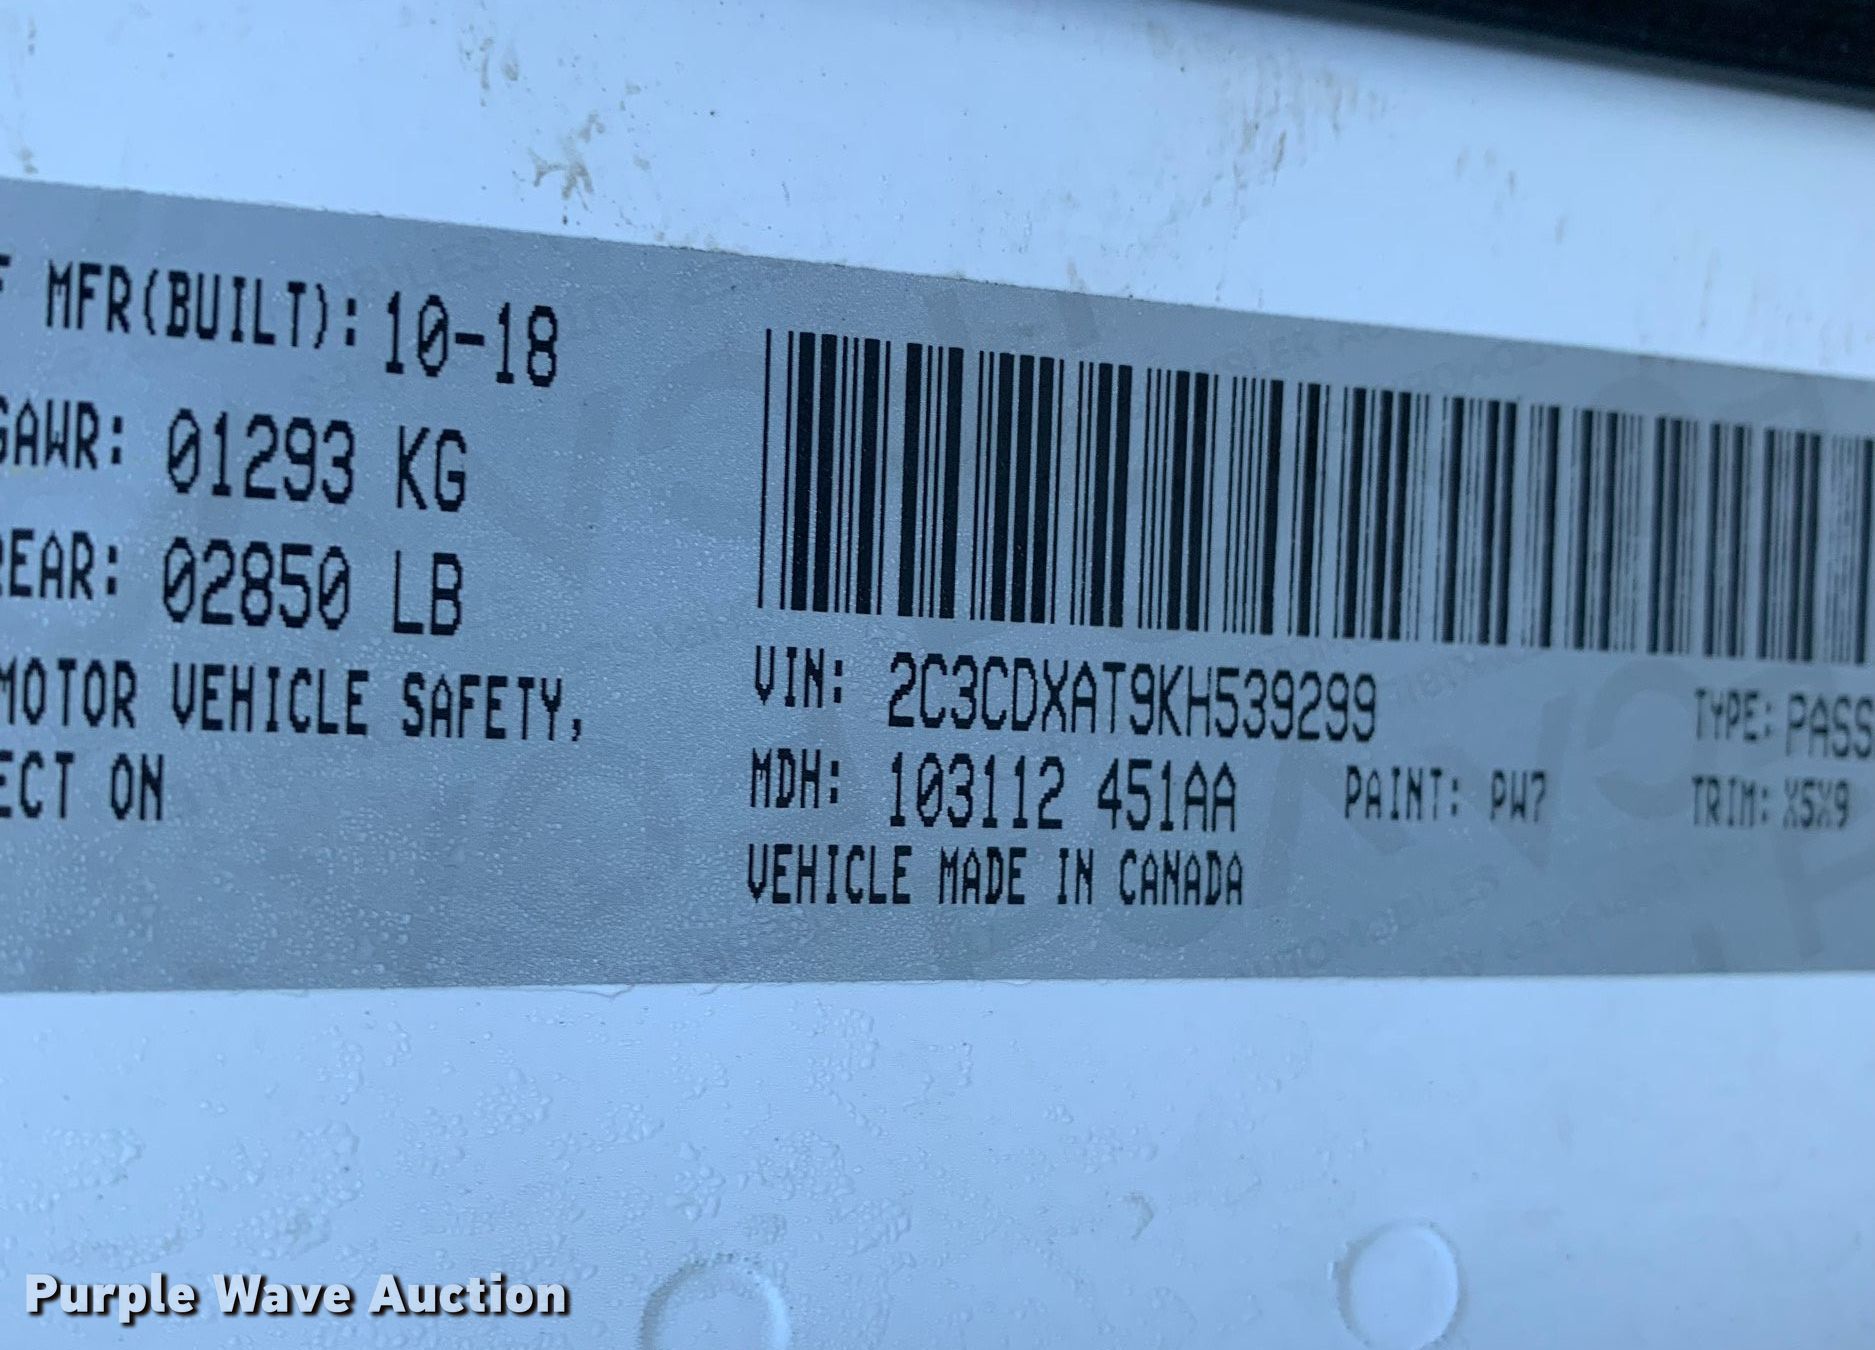 F MFR(BUILT): 10-18
GAWR: 01293 KG
REAR: 02850 LB
MOTOR VEHICLE SAFETY,
ECT ON
VIN: 2C3CDXAT9KH539299
TYPE: PASS
MDH: 103112 451AA
PAINT: PW7
TRIM: X5X9
VEHICLE MADE IN CANADA
Purple Wave Auction